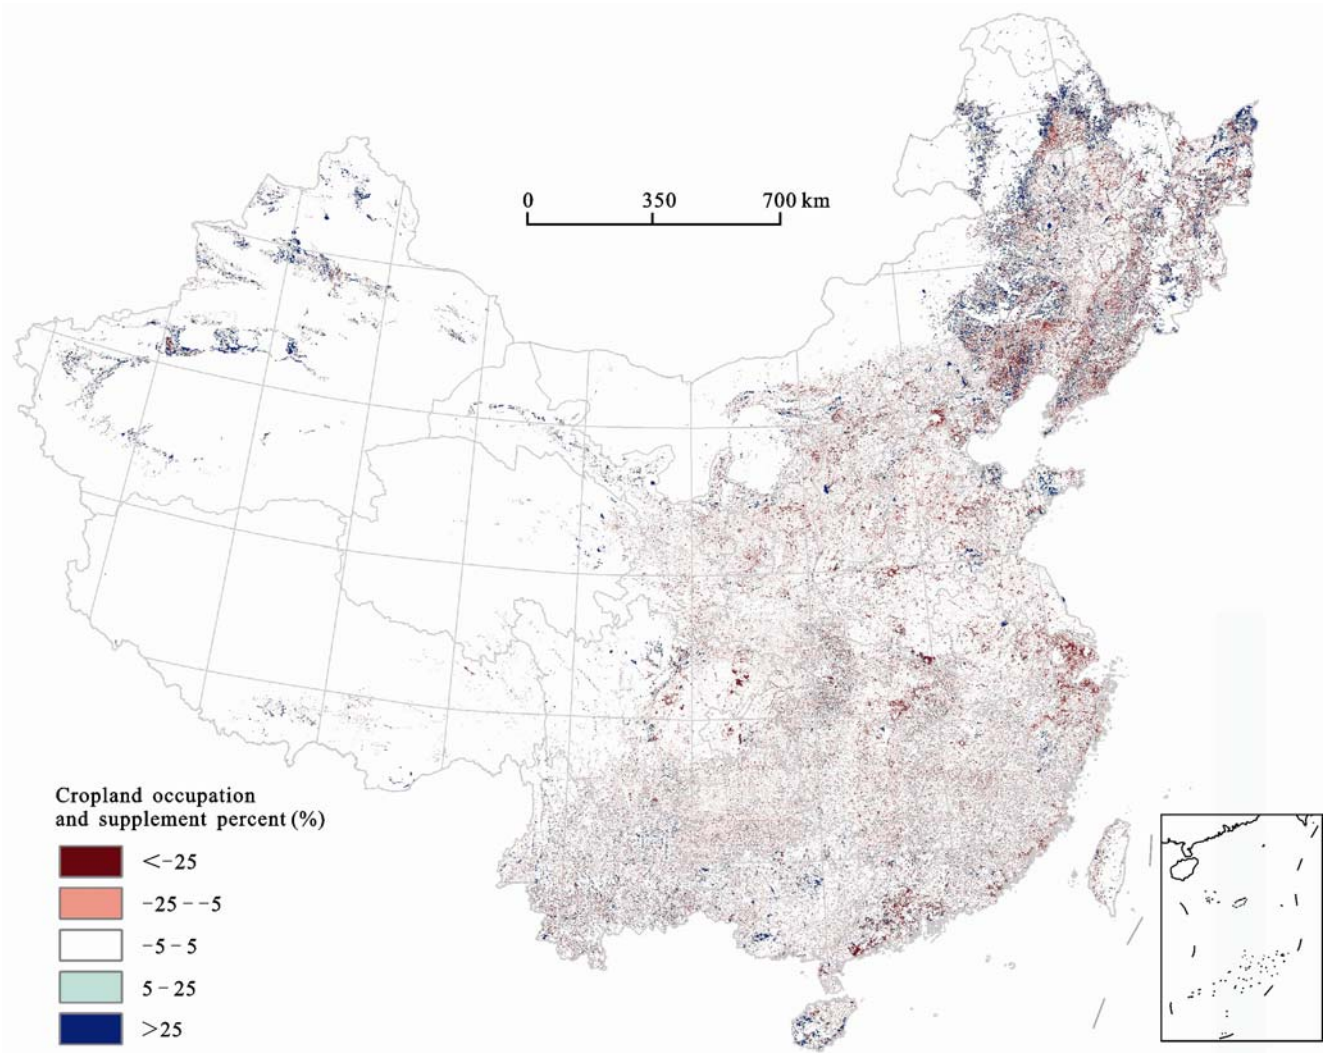 0 350 700 km
Cropland occupation
and supplement percent (%)
<-25
-25--5
-5-5
5-25
>25